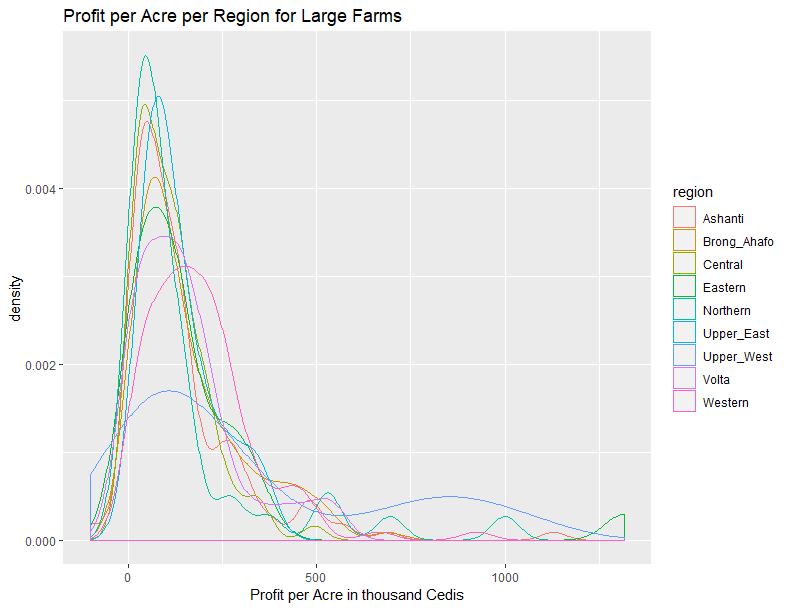 Profit per Acre per Region for Large Farms
density
0.004
0.002
0.000
0
500
1000
Profit per Acre in thousand Cedis
region
Ashanti
Brong_Ahafo
Central
Eastern
Northern
Upper_East
Upper_West
Volta
Western